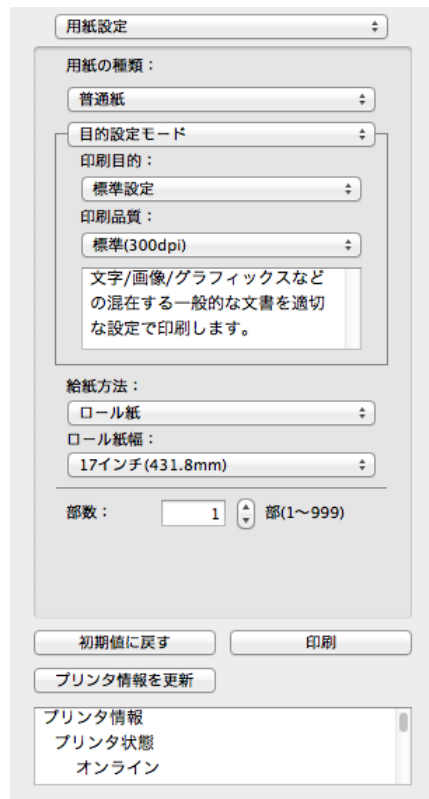 用紙設定
用紙の種類：
普通紙
目的設定モード
印刷目的：
標準設定
印刷品質：
標準(300dpi)
文字/画像/グラフィックスなど
の混在する一般的な文書を適切
な設定で印刷します。
給紙方法：
ロール紙
ロール紙幅：
17インチ(431.8mm)
部数： 1 部(1〜999)
初期値に戻す 印刷
プリンタ情報を更新
プリンタ情報
プリンタ状態
オンライン